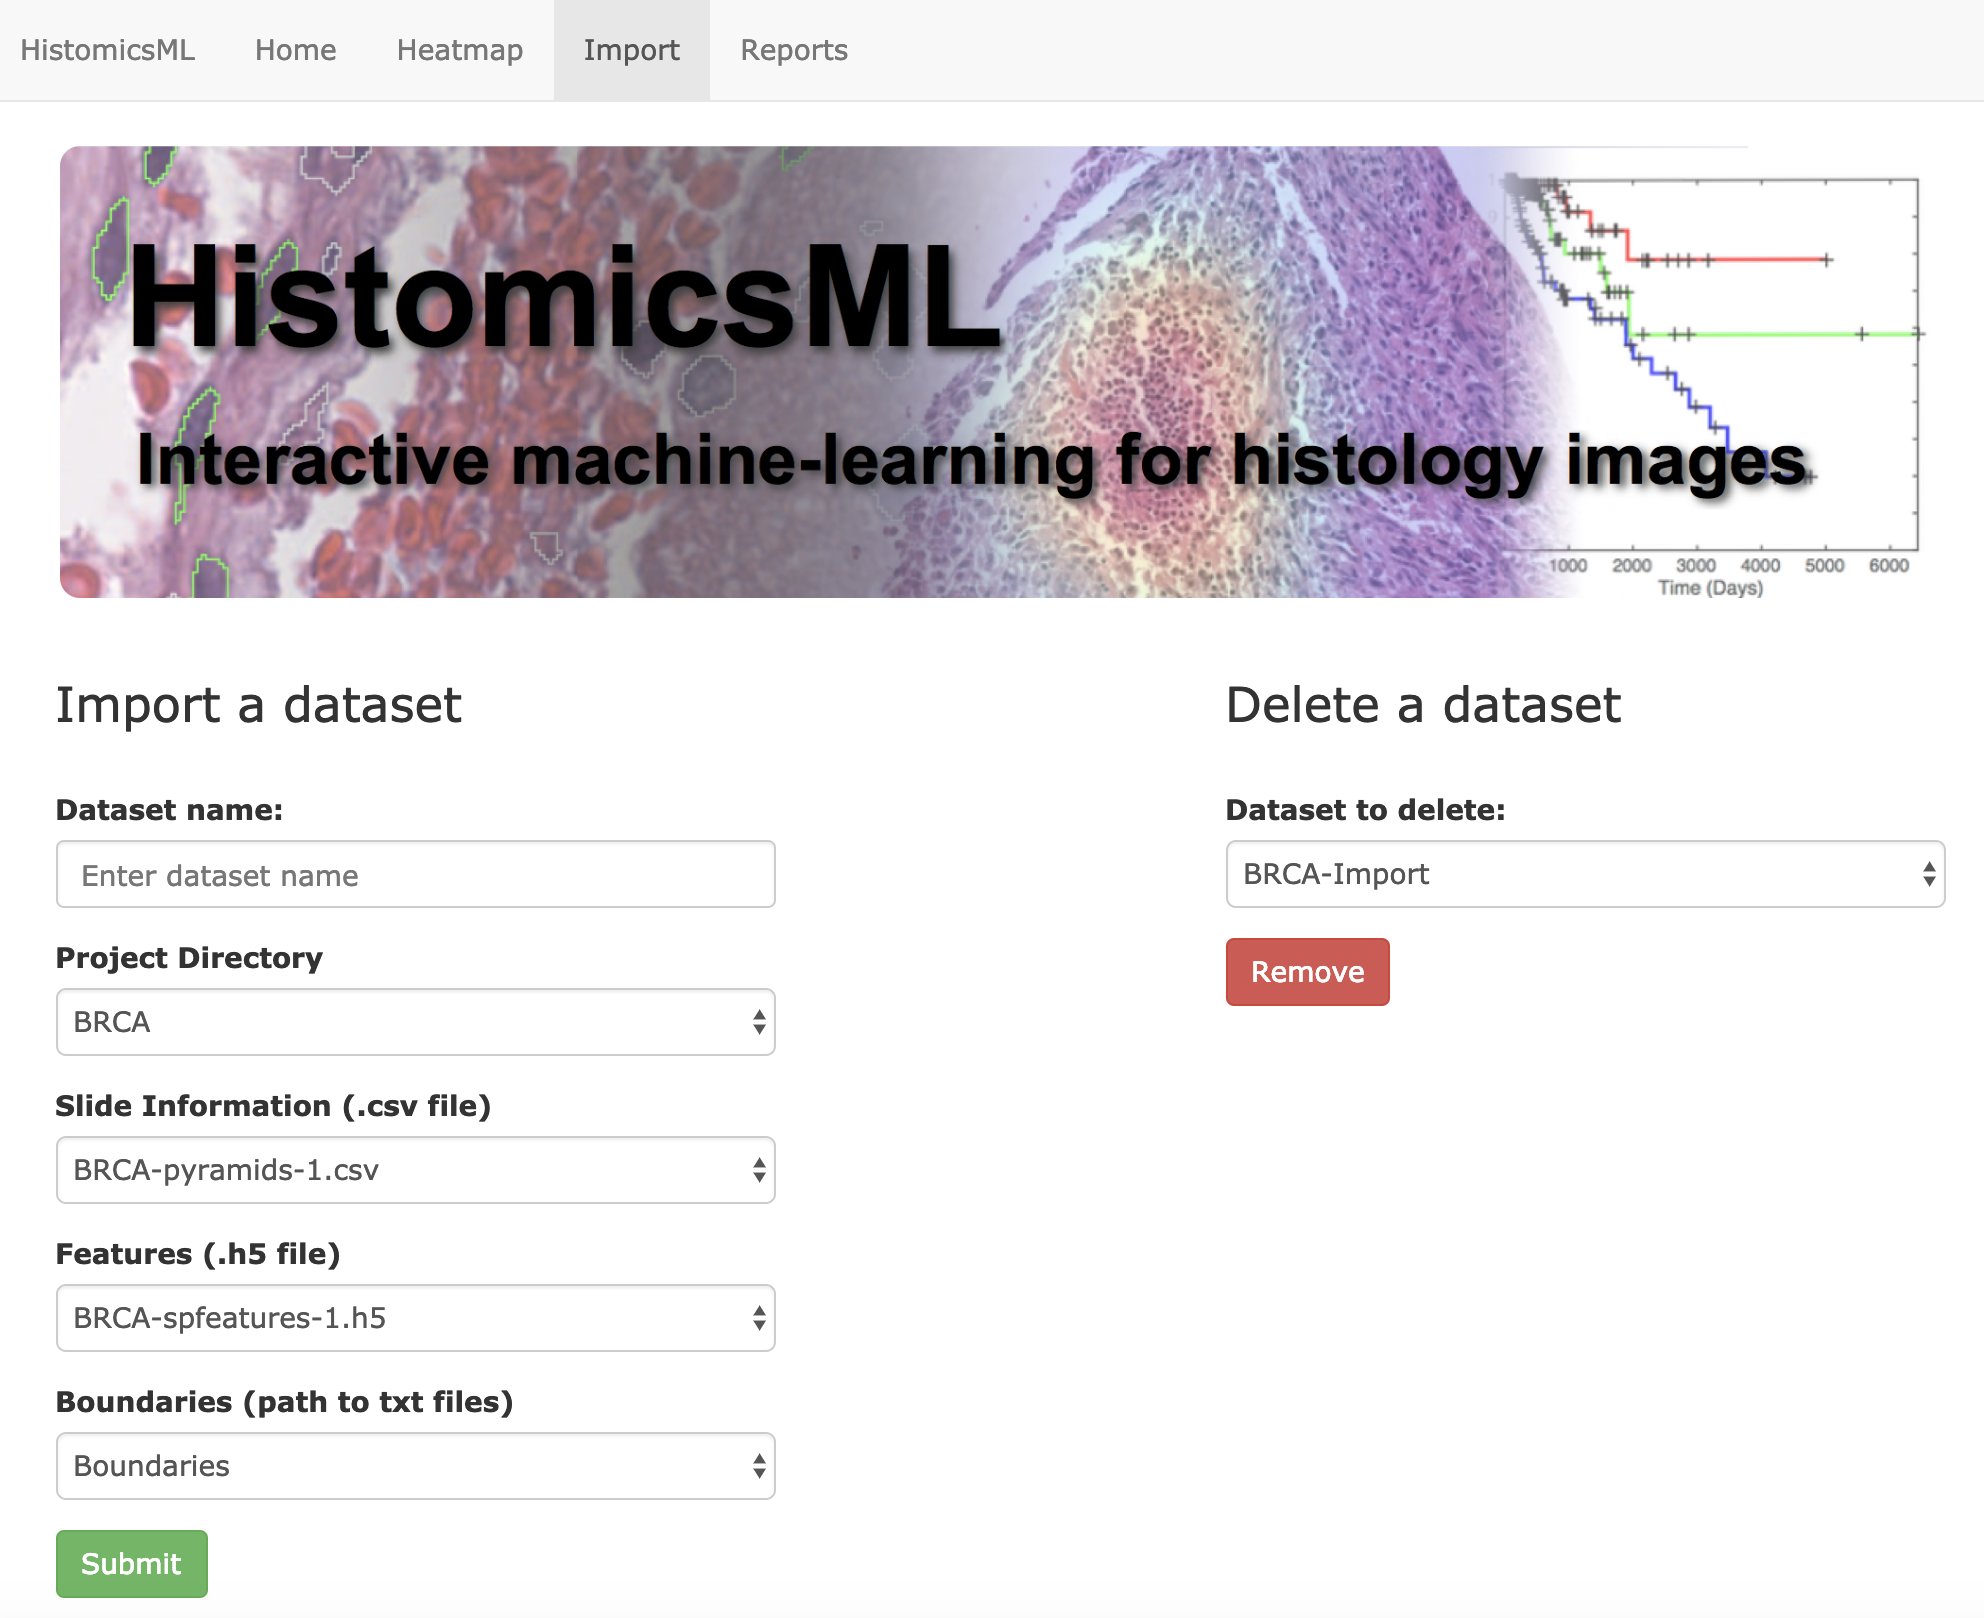 HistomicsML Home Heatmap Import Reports
HistomicsML
Interactive machine-learning for histology images
1000 2000 3000 4000 5000 6000
Time (Days)
Import a dataset
Dataset name:
Enter dataset name
Project Directory
BRCA
Slide Information (.csv file)
BRCA-pyramids-1.csv
Features (.h5 file)
BRCA-spfeatures-1.h5
Boundaries (path to txt files)
Boundaries
Submit
Delete a dataset
Dataset to delete:
BRCA-Import
Remove